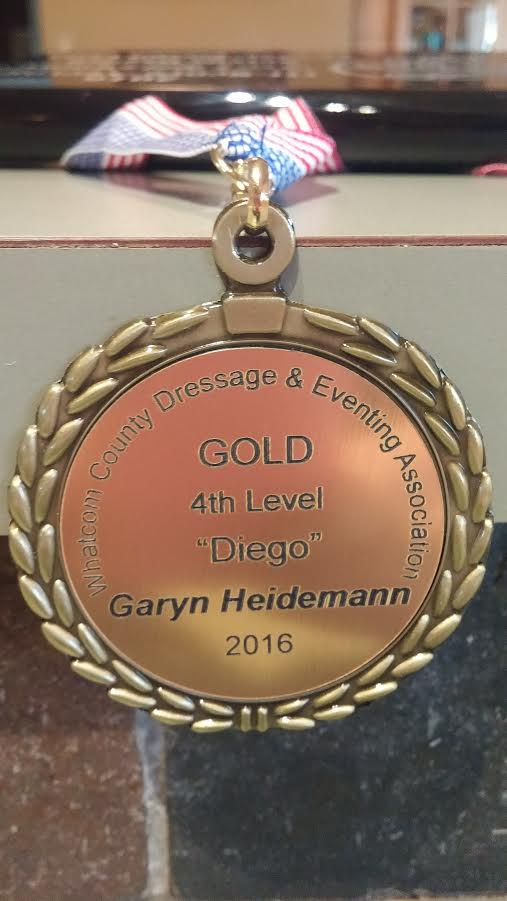 Whatcom County Dressage & Eventing Association
GOLD
4th Level
“Diego”
Garyn Heidemann
2016